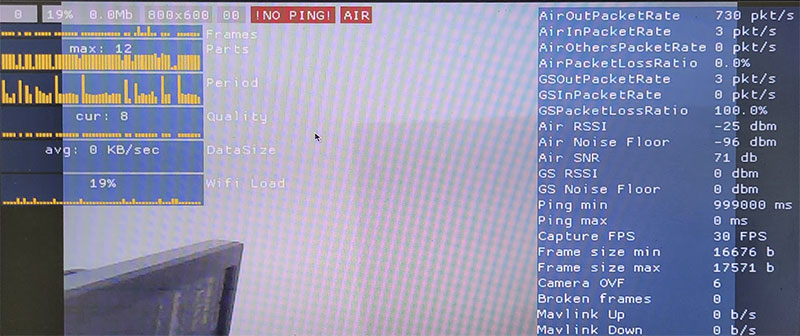 0 19% 0.0Mb 800x600 00 !NO PING! AIR
Frames
max: 12 Parts
Period
cur: 8 Quality
avg: 0 KB/sec DataSize
19% Wifi Load
AirOutPacketRate 730 pkt/s
AirInPacketRate 3 pkt/s
AirOthersPacketRate 0 pkt/s
AirPacketLossRatio 0.0%
GSOutPacketRate 3 pkt/s
GSInPacketRate 0 pkt/s
GSPacketLossRatio 100.0%
Air RSSI -25 dbm
Air Noise Floor -96 dbm
Air SNR 71 db
GS RSSI 0 dbm
GS Noise Floor 0 dbm
Ping min 999000 ms
Ping max 0 ms
Capture FPS 30 FPS
Frame size min 16676 b
Frame size max 17571 b
Camera OVF 6
Broken frames 0
Mavlink Up 0 b/s
Mavlink Down 0 b/s